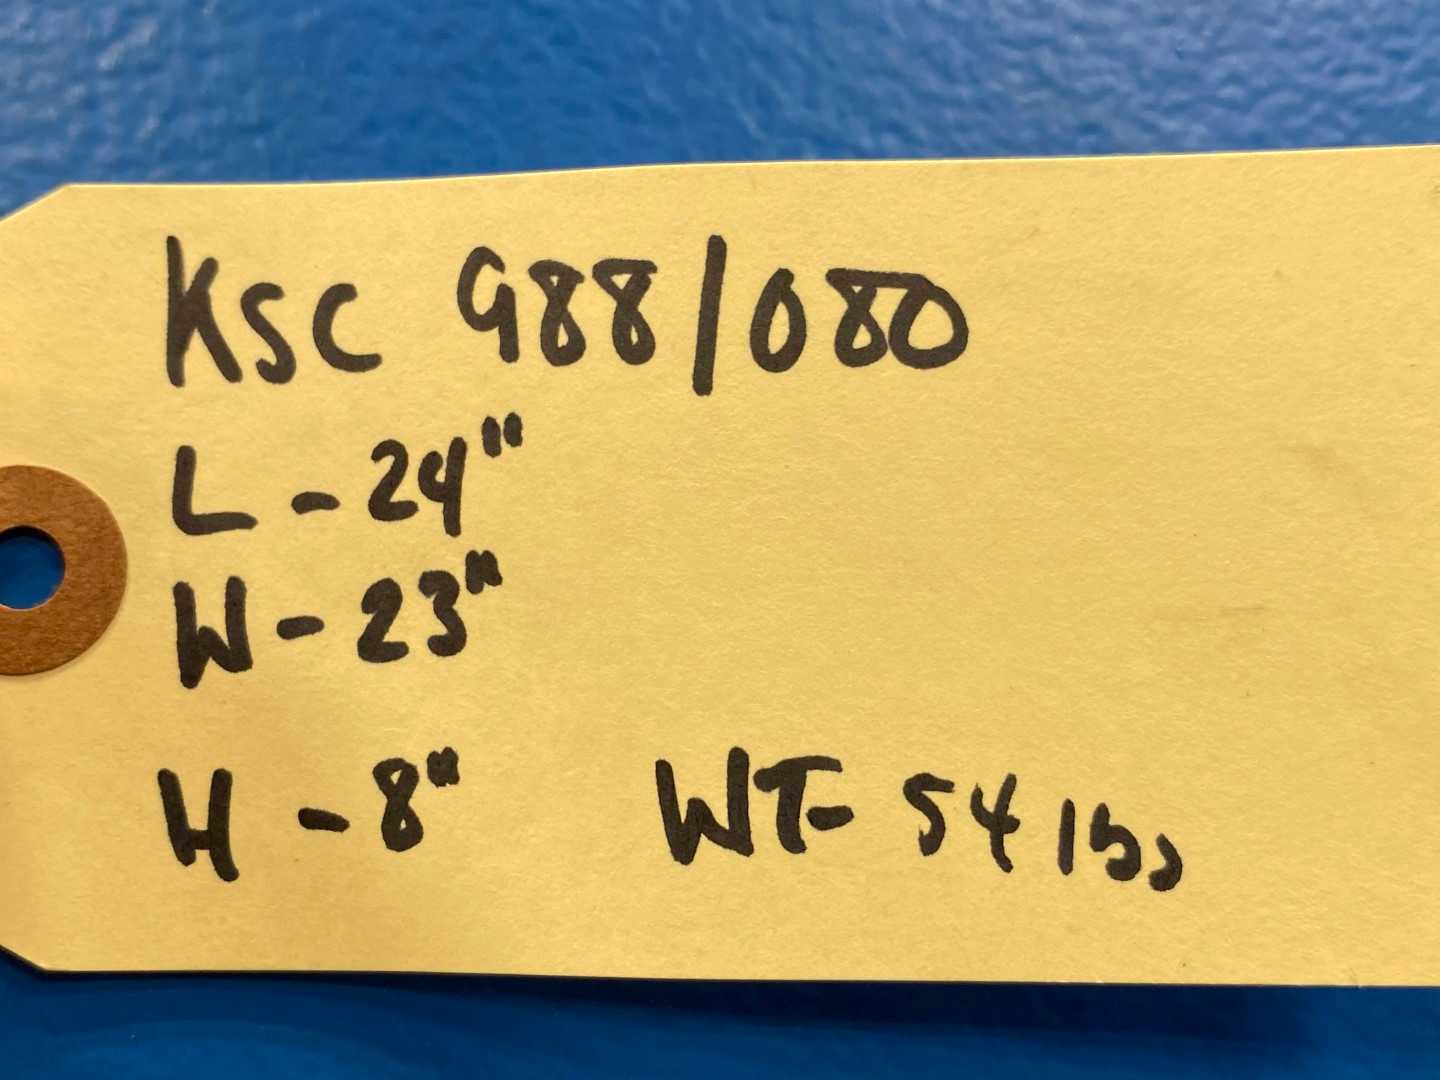 KSC 988/080
L - 24"
W - 23"
H - 8" WT- 54 lbs